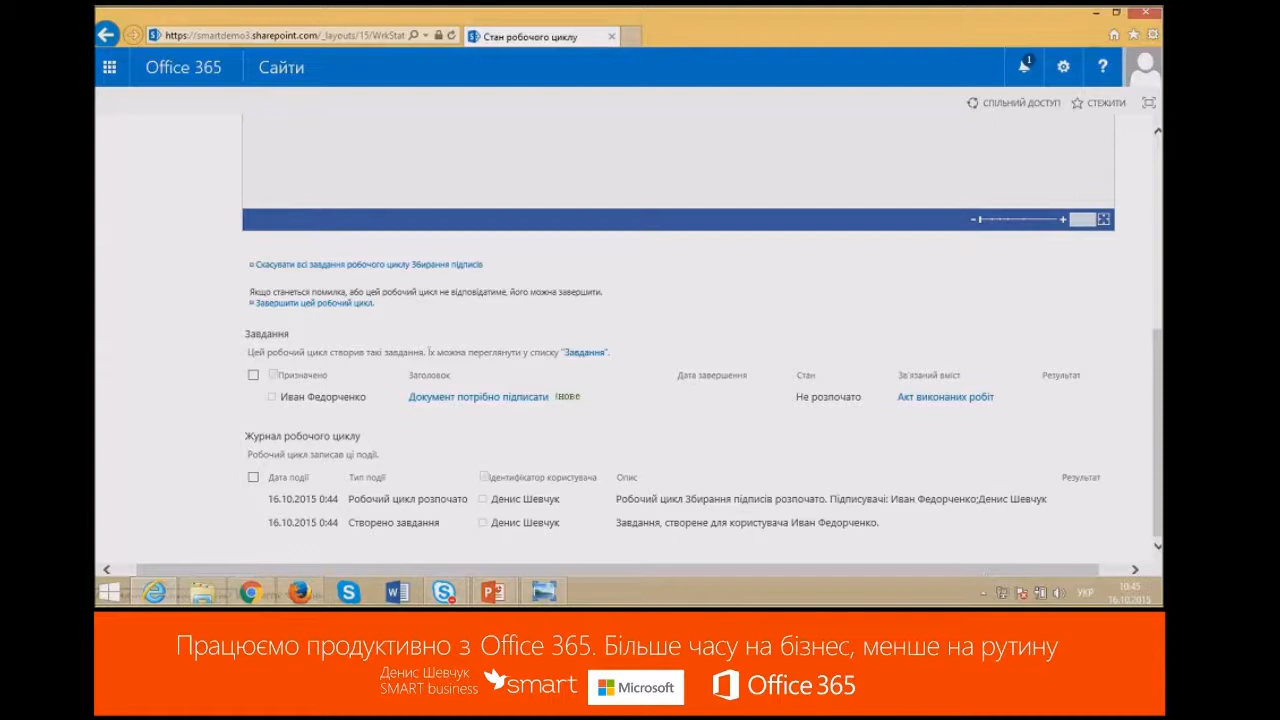 https://smartdemo3.sharepoint.com/_layouts/15/WrkStat
Стан робочого циклу
Office 365
Сайти
1
?
СПІЛЬНИЙ ДОСТУП
СТЕЖИТИ
Скасувати всі завдання робочого циклу Збирання підписів
Якщо станеться помилка, або цей робочий цикл не відповідатиме, його можна завершити.
Завершити цей робочий цикл.
Завдання
Цей робочий цикл створив такі завдання. Їх можна переглянути у списку "Завдання".
Призначено Заголовок Дата завершення Стан Зв'язаний вміст Результат
Иван Федорченко Документ потрібно підписати !НОВЕ Не розпочато Акт виконаних робіт
Журнал робочого циклу
Робочий цикл записав ці події.
Дата події Тип події Ідентифікатор користувача Опис Результат
16.10.2015 0:44 Робочий цикл розпочато Денис Шевчук Робочий цикл Збирання підписів розпочато. Підписувачі: Иван Федорченко;Денис Шевчук
16.10.2015 0:44 Створено завдання Денис Шевчук Завдання, створене для користувача Иван Федорченко.
УКР
10:45
16.10.2015
Працюємо продуктивно з Office 365. Більше часу на бізнес, менше на рутину
Денис Шевчук
SMART business
smart
Microsoft
Office 365